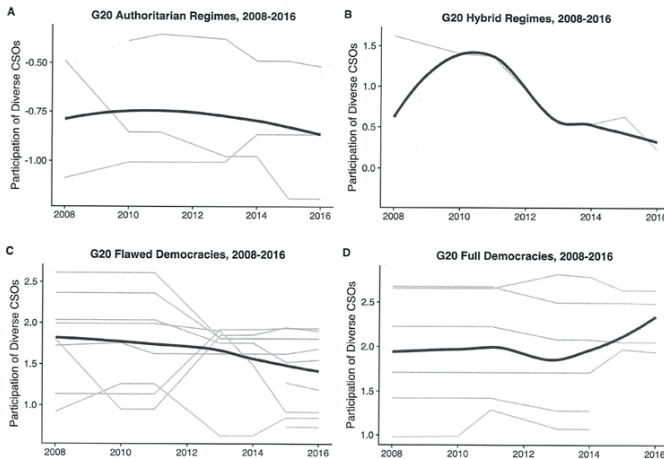 A
G20 Authoritarian Regimes, 2008-2016
Participation of Diverse CSOs
-0.50
-0.75
-1.00
2008 2010 2012 2014 2016
B
G20 Hybrid Regimes, 2008-2016
Participation of Diverse CSOs
1.5
1.0
0.5
0.0
2008 2010 2012 2014 2016
C
G20 Flawed Democracies, 2008-2016
Participation of Diverse CSOs
2.5
2.0
1.5
1.0
2008 2010 2012 2014 2016
D
G20 Full Democracies, 2008-2016
Participation of Diverse CSOs
2.5
2.0
1.5
1.0
2008 2010 2012 2014 2016